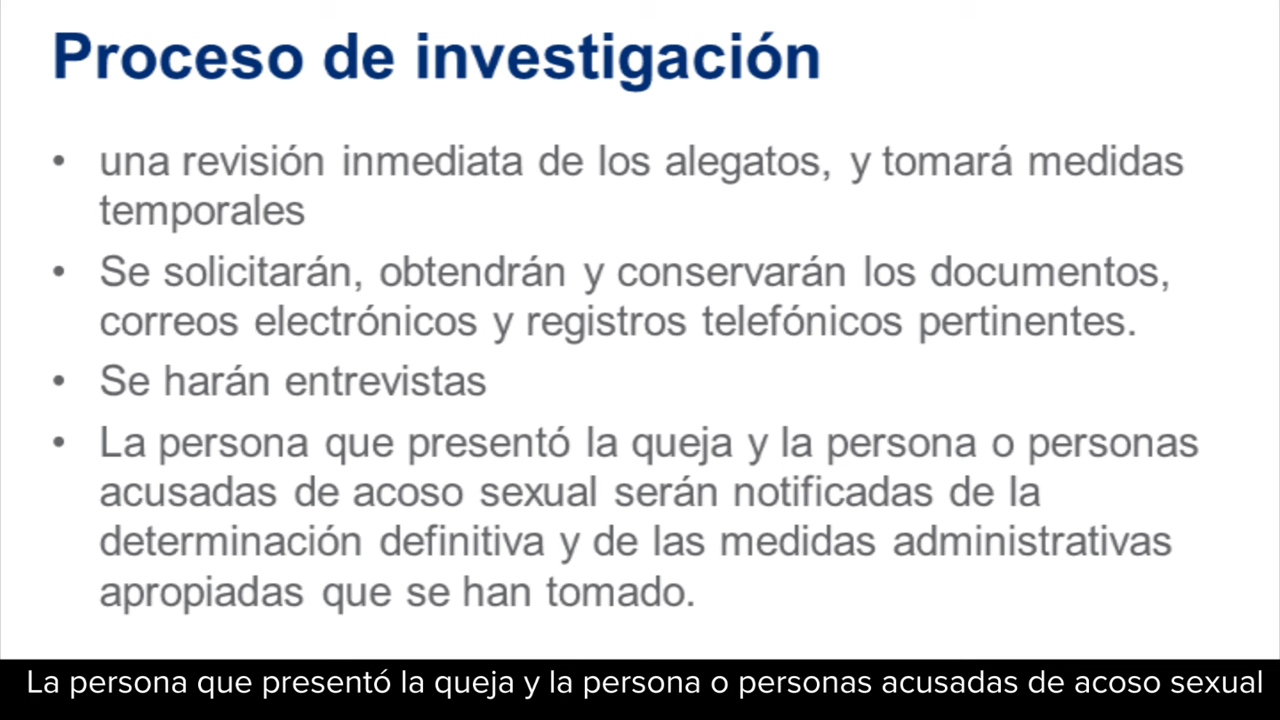 Proceso de investigación
• una revisión inmediata de los alegatos, y tomará medidas
temporales
• Se solicitarán, obtendrán y conservarán los documentos,
correos electrónicos y registros telefónicos pertinentes.
• Se harán entrevistas
• La persona que presentó la queja y la persona o personas
acusadas de acoso sexual serán notificadas de la
determinación definitiva y de las medidas administrativas
apropiadas que se han tomado.
La persona que presentó la queja y la persona o personas acusadas de acoso sexual